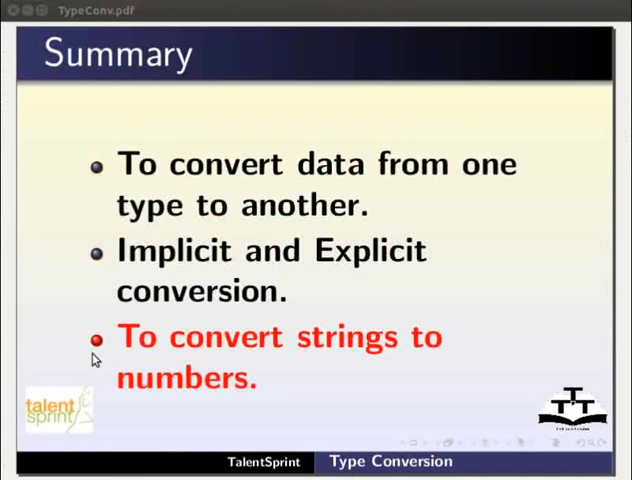 TypeConv.pdf
Summary
To convert data from one
type to another.
Implicit and Explicit
conversion.
To convert strings to
numbers.
talent
sprint
TalentSprint
Type Conversion